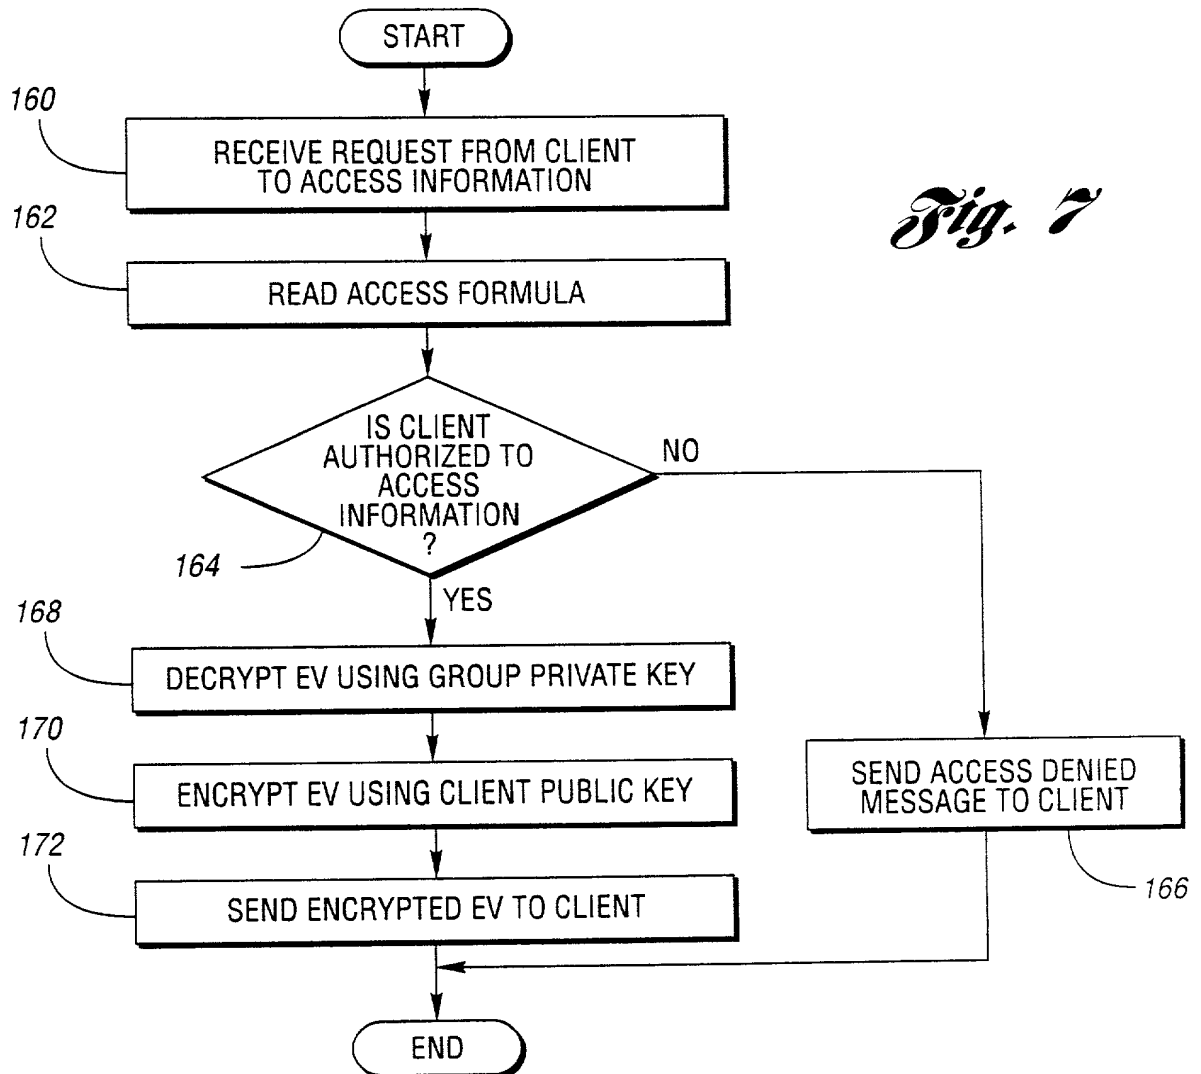 START
160
RECEIVE REQUEST FROM CLIENT
TO ACCESS INFORMATION
Fig. 7
162
READ ACCESS FORMULA
IS CLIENT
AUTHORIZED TO
ACCESS
INFORMATION
?
NO
164
YES
168
DECRYPT EV USING GROUP PRIVATE KEY
170
ENCRYPT EV USING CLIENT PUBLIC KEY
SEND ACCESS DENIED
MESSAGE TO CLIENT
172
166
SEND ENCRYPTED EV TO CLIENT
END